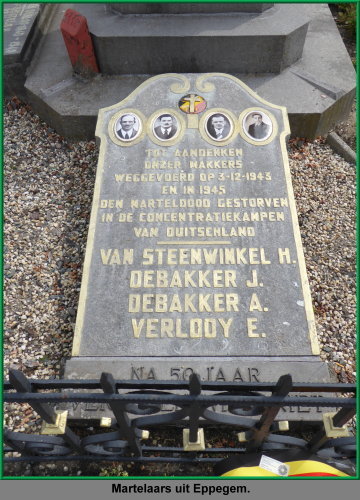 TOT AANDENKEN
ONZER MAKKERS
WEGGEVOERD OP 3-12-1943
EN IN 1945
DEN MARTELDOOD GESTORVEN
IN DE CONCENTRATIEKAMPEN
VAN DUITSCHLAND
VAN STEENWINKEL H.
DEBAKKER J.
DEBAKKER A.
VERLODY E.
NA 50 JAAR
Martelaars uit Eppegem.